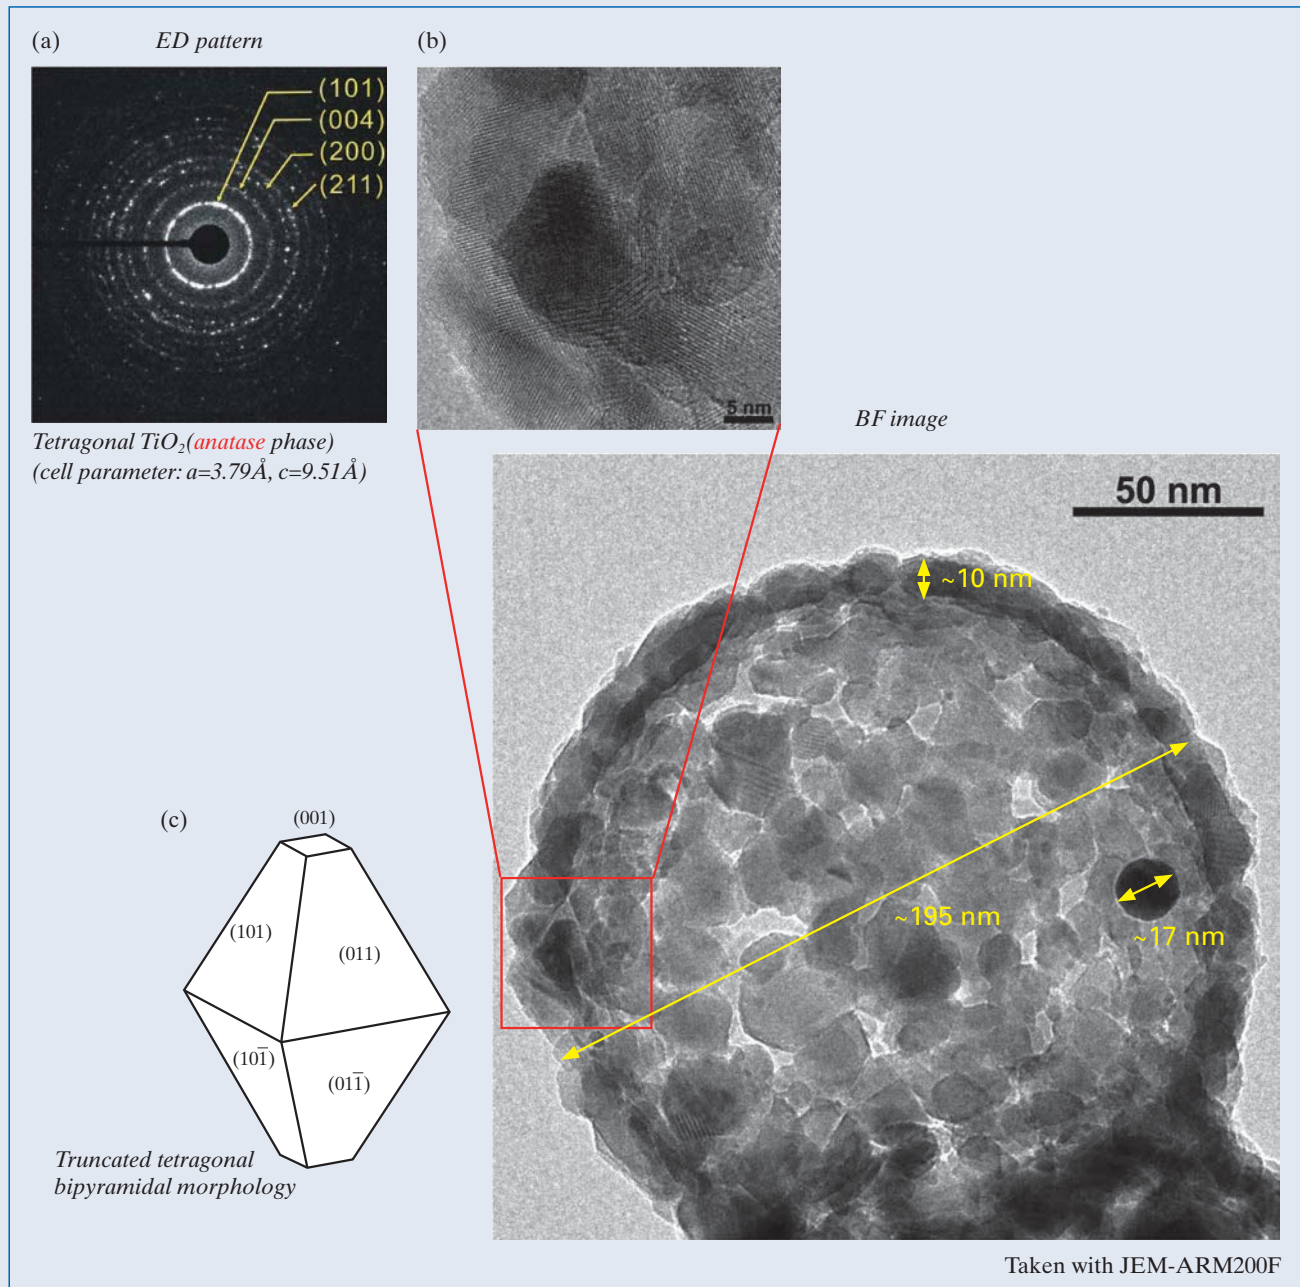 (a)
ED pattern
(101)
(004)
(200)
(211)
Tetragonal TiO₂(anatase phase)
(cell parameter: a=3.79Å, c=9.51Å)
(b)
5 nm
BF image
50 nm
~10 nm
~195 nm
~17 nm
(c)
(001)
(101)
(011)
(101̅)
(011̅)
Truncated tetragonal
bipyramidal morphology
Taken with JEM-ARM200F